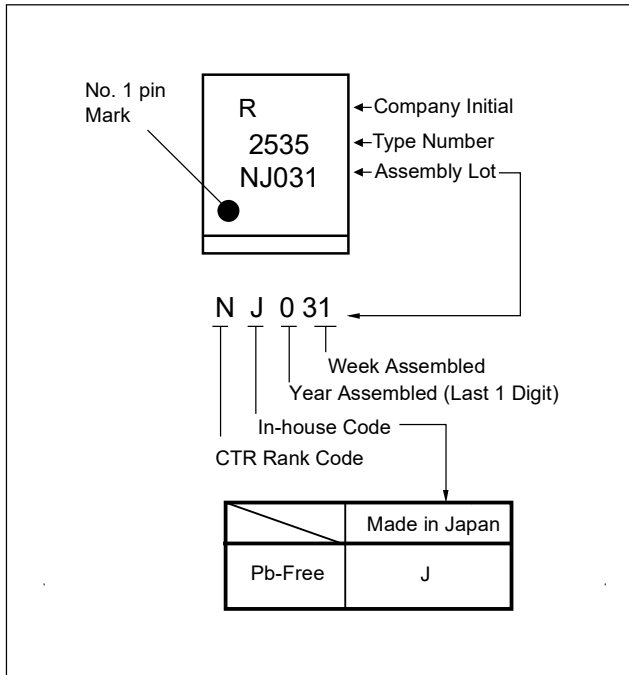 No. 1 pin
Mark
R
2535
NJ031
Company Initial
Type Number
Assembly Lot
N J 0 31
Week Assembled
Year Assembled (Last 1 Digit)
In-house Code
CTR Rank Code
Made in Japan
Pb-Free J